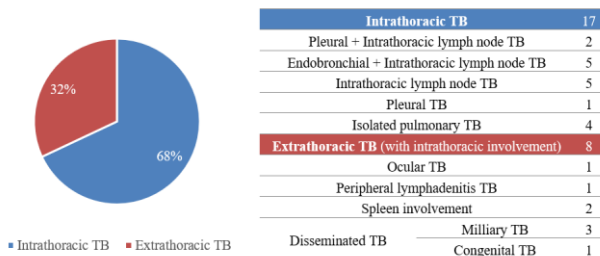 32%
68%
Intrathoracic TB
Extrathoracic TB
Intrathoracic TB 17
Pleural + Intrathoracic lymph node TB 2
Endobronchial + Intrathoracic lymph node TB 5
Intrathoracic lymph node TB 5
Pleural TB 1
Isolated pulmonary TB 4
Extrathoracic TB (with intrathoracic involvement) 8
Ocular TB 1
Peripheral lymphadenitis TB 1
Spleen involvement 2
Disseminated TB
Milliary TB 3
Congenital TB 1